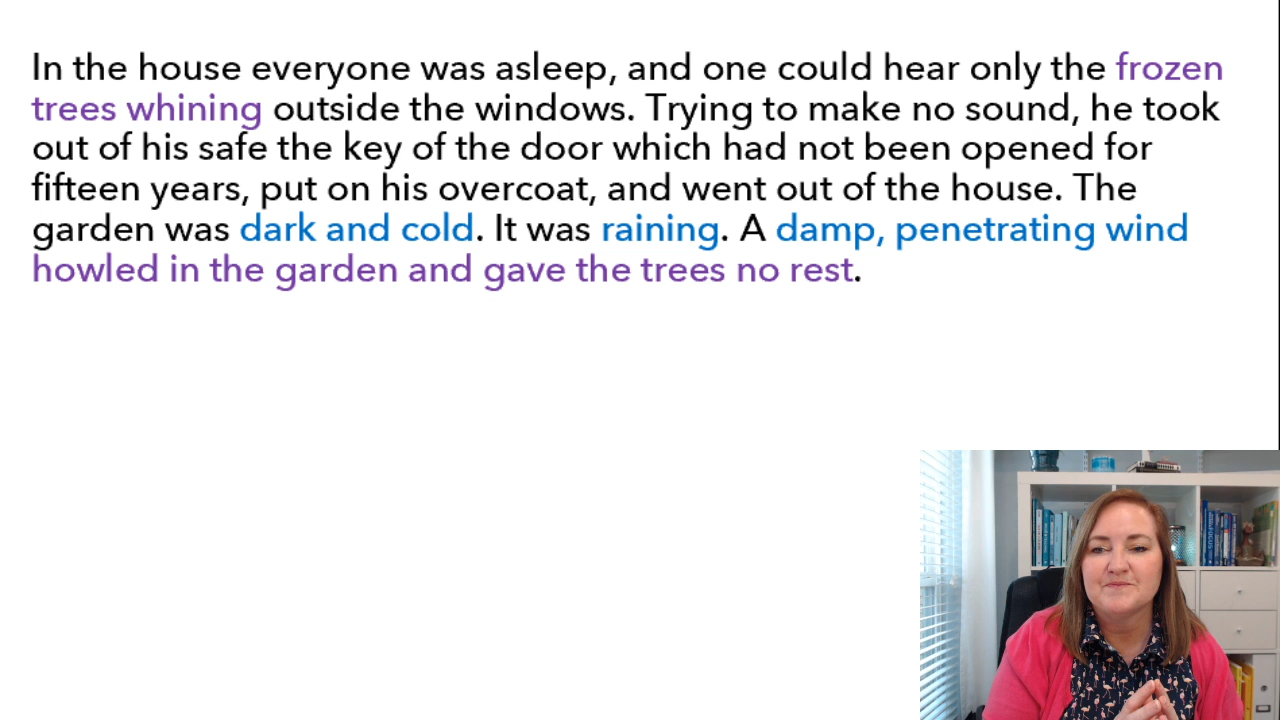 In the house everyone was asleep, and one could hear only the frozen
trees whining outside the windows. Trying to make no sound, he took
out of his safe the key of the door which had not been opened for
fifteen years, put on his overcoat, and went out of the house. The
garden was dark and cold. It was raining. A damp, penetrating wind
howled in the garden and gave the trees no rest.